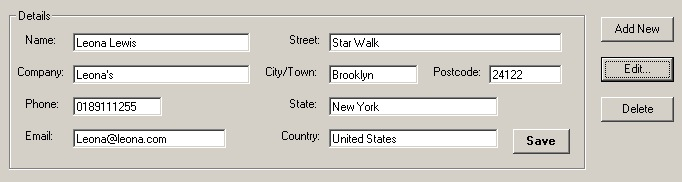 Details
Name: Leona Lewis Street: Star Walk Add New
Company: Leona's City/Town: Brooklyn Postcode: 24122 Edit...
Phone: 0189111255 State: New York Delete
Email: Leona@leona.com Country: United States Save